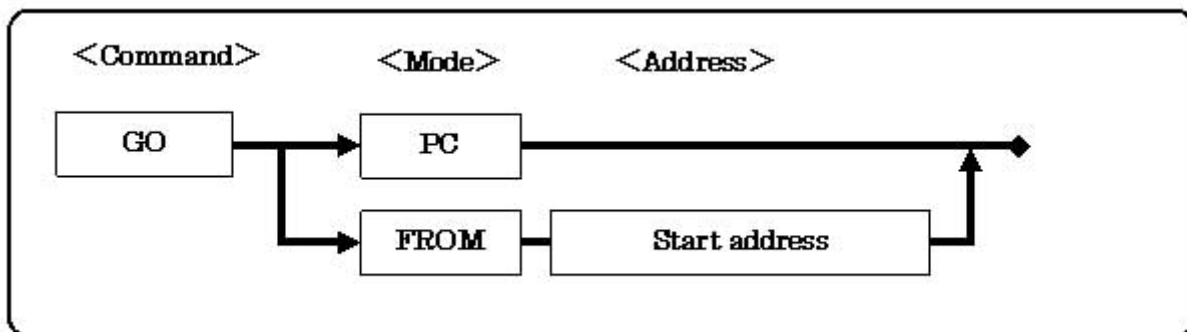 <Command> <Mode> <Address>
GO PC
FROM Start address